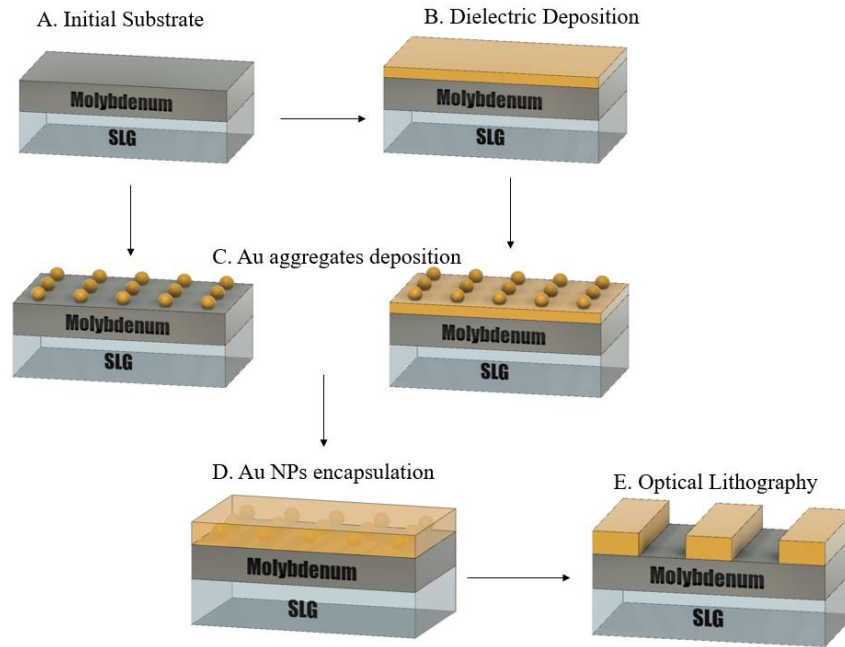 A. Initial Substrate
B. Dielectric Deposition
Molybdenum
SLG
Molybdenum
SLG
C. Au aggregates deposition
Molybdenum
SLG
Molybdenum
SLG
D. Au NPs encapsulation
E. Optical Lithography
Molybdenum
SLG
Molybdenum
SLG